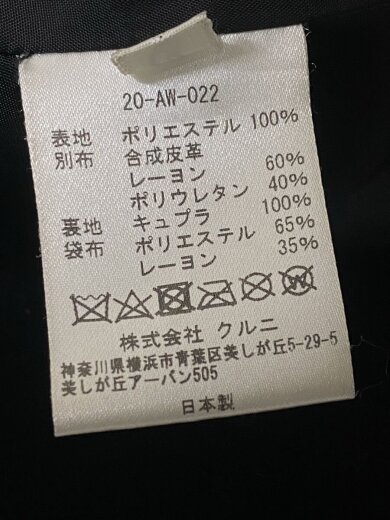 20-AW-022
表地 ポリエステル 100%
別布 合成皮革
レーヨン 60%
ポリウレタン 40%
裏地 キュプラ 100%
袋布 ポリエステル 65%
レーヨン 35%
株式会社 クルニ
神奈川県横浜市青葉区美しが丘5-29-5
美しが丘アーバン505
日本製